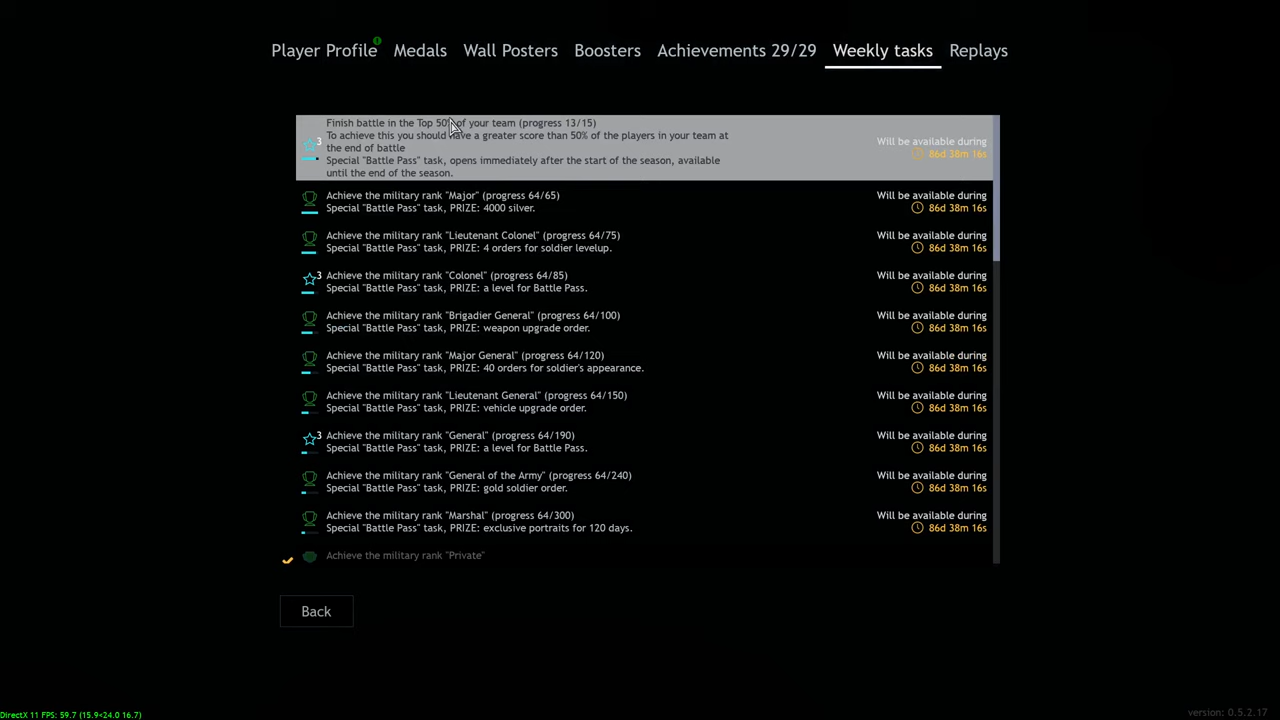 Player Profile Medals Wall Posters Boosters Achievements 29/29 Weekly tasks Replays
Finish battle in the Top 50% of your team (progress 13/15)
To achieve this you should have a greater score than 50% of the players in your team at
the end of battle
Special "Battle Pass" task, opens immediately after the start of the season, available
until the end of the season.
3
Will be available during
86d 38m 16s
Achieve the military rank "Major" (progress 64/65)
Special "Battle Pass" task, PRIZE: 4000 silver.
Will be available during
86d 38m 16s
Achieve the military rank "Lieutenant Colonel" (progress 64/75)
Special "Battle Pass" task, PRIZE: 4 orders for soldier levelup.
Will be available during
86d 38m 16s
3
Achieve the military rank "Colonel" (progress 64/85)
Special "Battle Pass" task, PRIZE: a level for Battle Pass.
Will be available during
86d 38m 16s
Achieve the military rank "Brigadier General" (progress 64/100)
Special "Battle Pass" task, PRIZE: weapon upgrade order.
Will be available during
86d 38m 16s
Achieve the military rank "Major General" (progress 64/120)
Special "Battle Pass" task, PRIZE: 40 orders for soldier's appearance.
Will be available during
86d 38m 16s
Achieve the military rank "Lieutenant General" (progress 64/150)
Special "Battle Pass" task, PRIZE: vehicle upgrade order.
Will be available during
86d 38m 16s
3
Achieve the military rank "General" (progress 64/190)
Special "Battle Pass" task, PRIZE: a level for Battle Pass.
Will be available during
86d 38m 16s
Achieve the military rank "General of the Army" (progress 64/240)
Special "Battle Pass" task, PRIZE: gold soldier order.
Will be available during
86d 38m 16s
Achieve the military rank "Marshal" (progress 64/300)
Special "Battle Pass" task, PRIZE: exclusive portraits for 120 days.
Will be available during
86d 38m 16s
Achieve the military rank "Private"
Back
DirectX 11 FPS: 59.7 (15.9<24.0 16.7)
version: 0.5.2.17